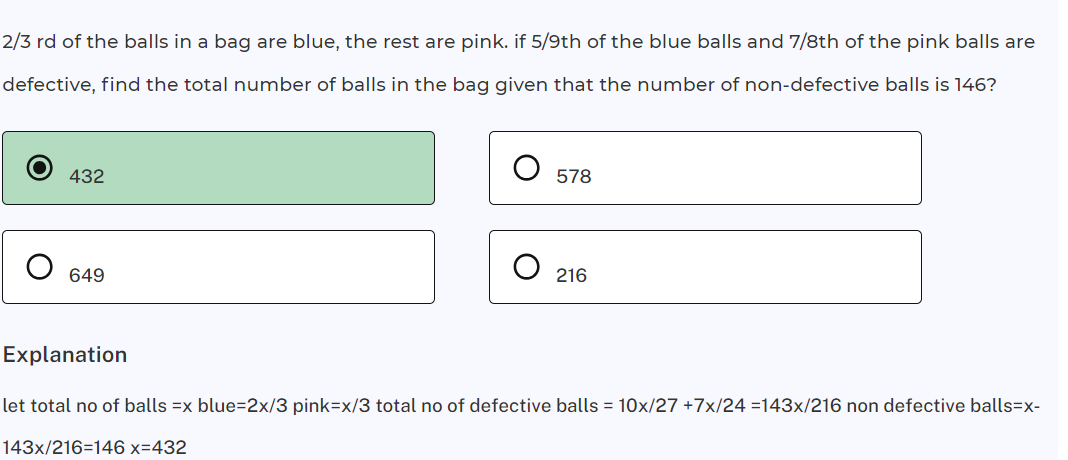 2/3 rd of the balls in a bag are blue, the rest are pink. if 5/9th of the blue balls and 7/8th of the pink balls are
defective, find the total number of balls in the bag given that the number of non-defective balls is 146?
432
578
649
216
Explanation
let total no of balls =x blue=2x/3 pink=x/3 total no of defective balls = 10x/27 +7x/24 =143x/216 non defective balls=x-
143x/216=146 x=432